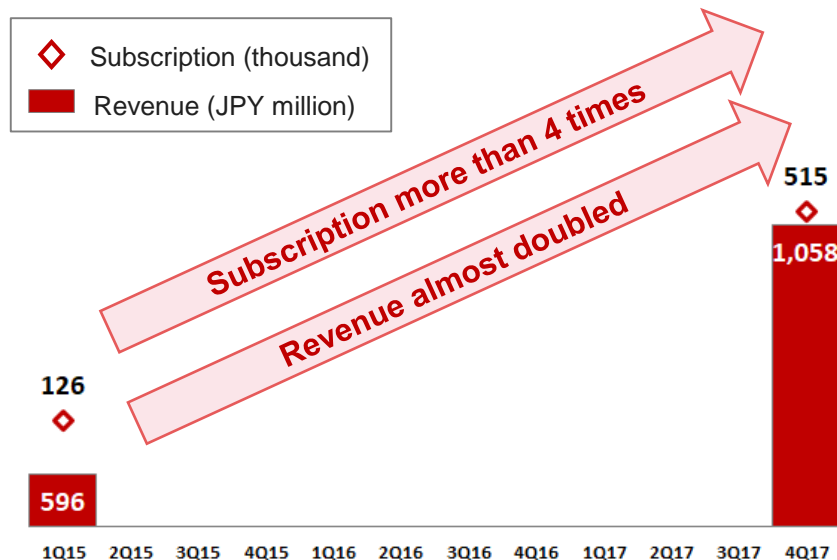 Subscription (thousand)
Revenue (JPY million)
Subscription more than 4 times
Revenue almost doubled
515
1,058
126
596
1Q15 2Q15 3Q15 4Q15 1Q16 2Q16 3Q16 4Q16 1Q17 2Q17 3Q17 4Q17